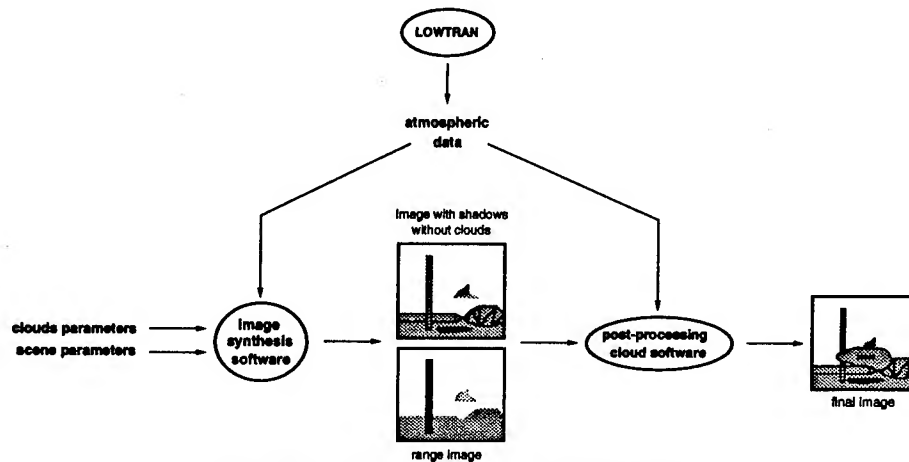 LOWTRAN
atmospheric
data
Image with shadows
without clouds
clouds parameters
scene parameters
image
synthesis
software
post-processing
cloud software
range image
final image